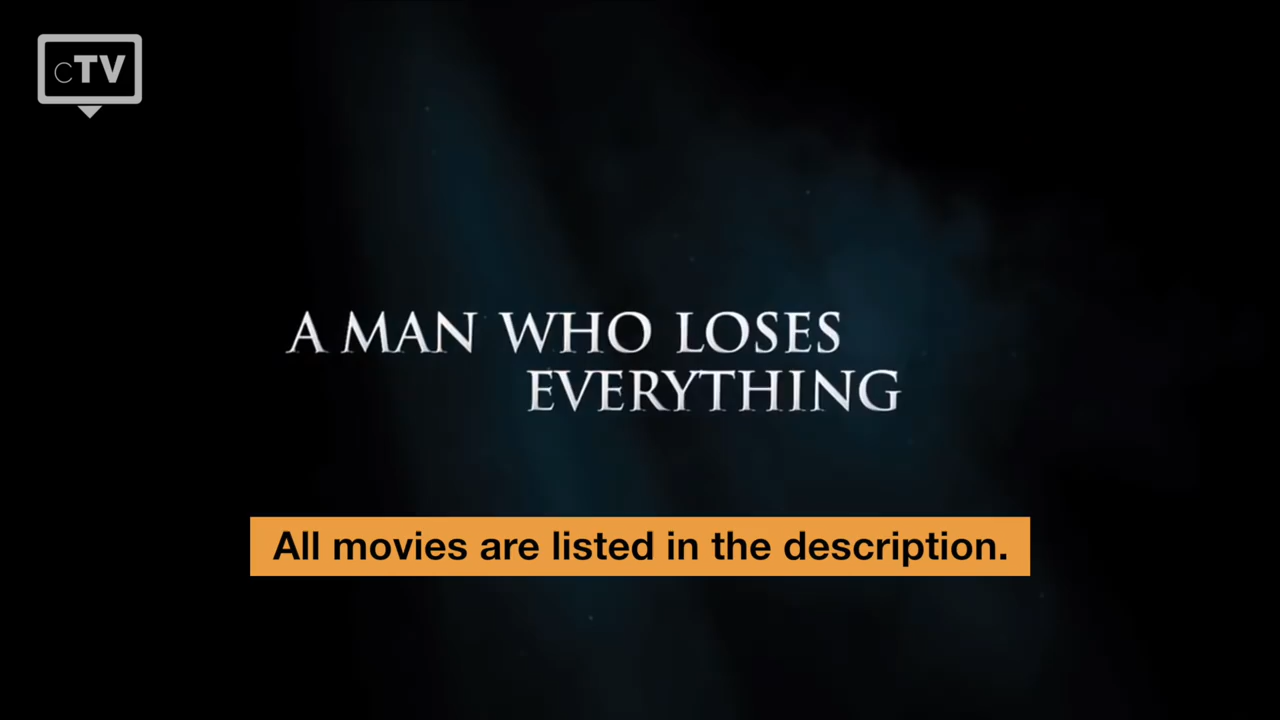 cTV
A MAN WHO LOSES
EVERYTHING
All movies are listed in the description.